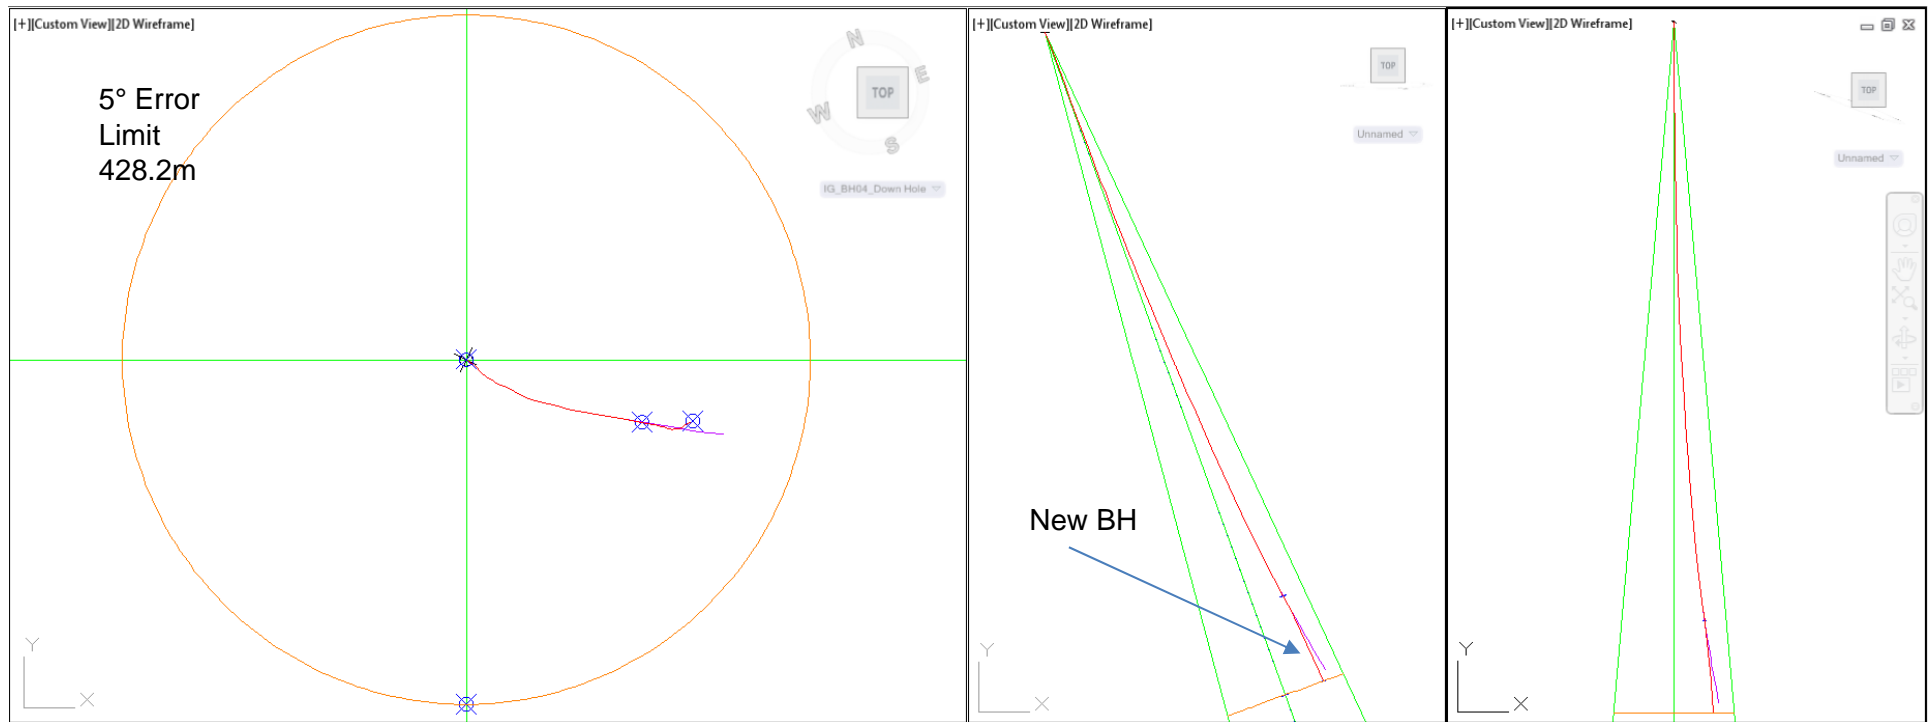 [+][Custom View][2D Wireframe]
5° Error
Limit
428.2m
N
E
W
S
TOP
IG_BH04_Down Hole
Y
X
[+][Custom View][2D Wireframe]
TOP
Unnamed
New BH
Y
X
[+][Custom View][2D Wireframe]
TOP
Unnamed
Y
X